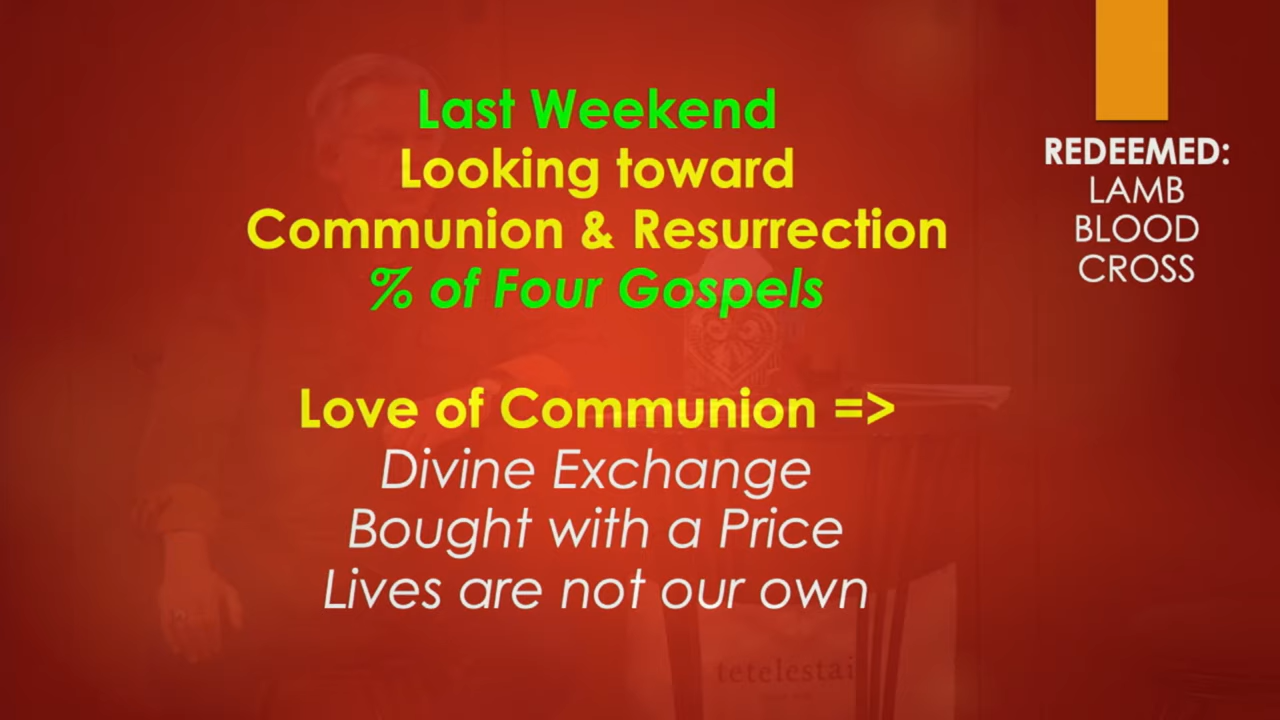 Last Weekend
Looking toward
Communion & Resurrection
% of Four Gospels
Love of Communion =>
Divine Exchange
Bought with a Price
Lives are not our own
REDEEMED:
LAMB
BLOOD
CROSS
tetelestai